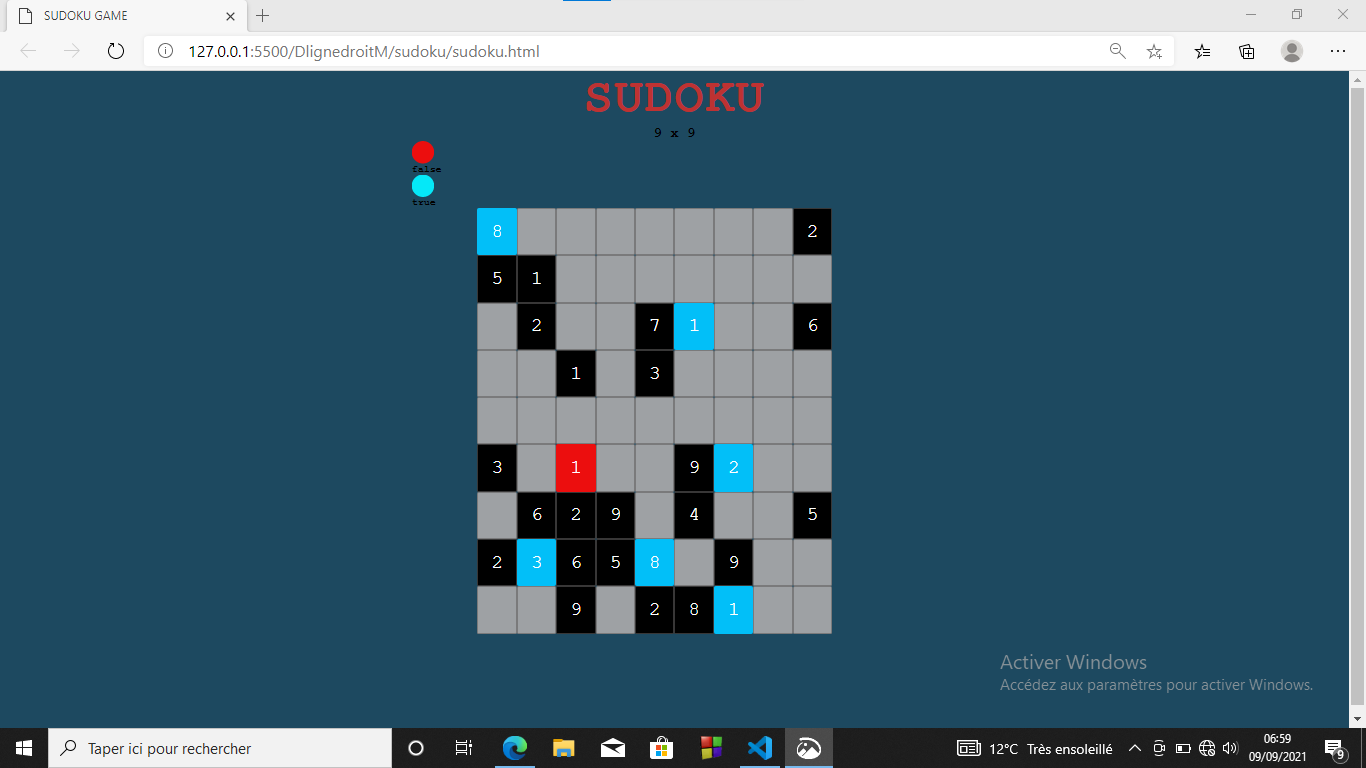 SUDOKU GAME
127.0.0.1:5500/DlignedroitM/sudoku/sudoku.html
SUDOKU
9 x 9
false
true
8 2
5 1
2 7 1 6
1 3
3 1 9 2
6 2 9 4 5
2 3 6 5 8 9
9 2 8 1
Activer Windows
Accédez aux paramètres pour activer Windows.
Taper ici pour rechercher
12°C Très ensoleillé
06:59
09/09/2021
9